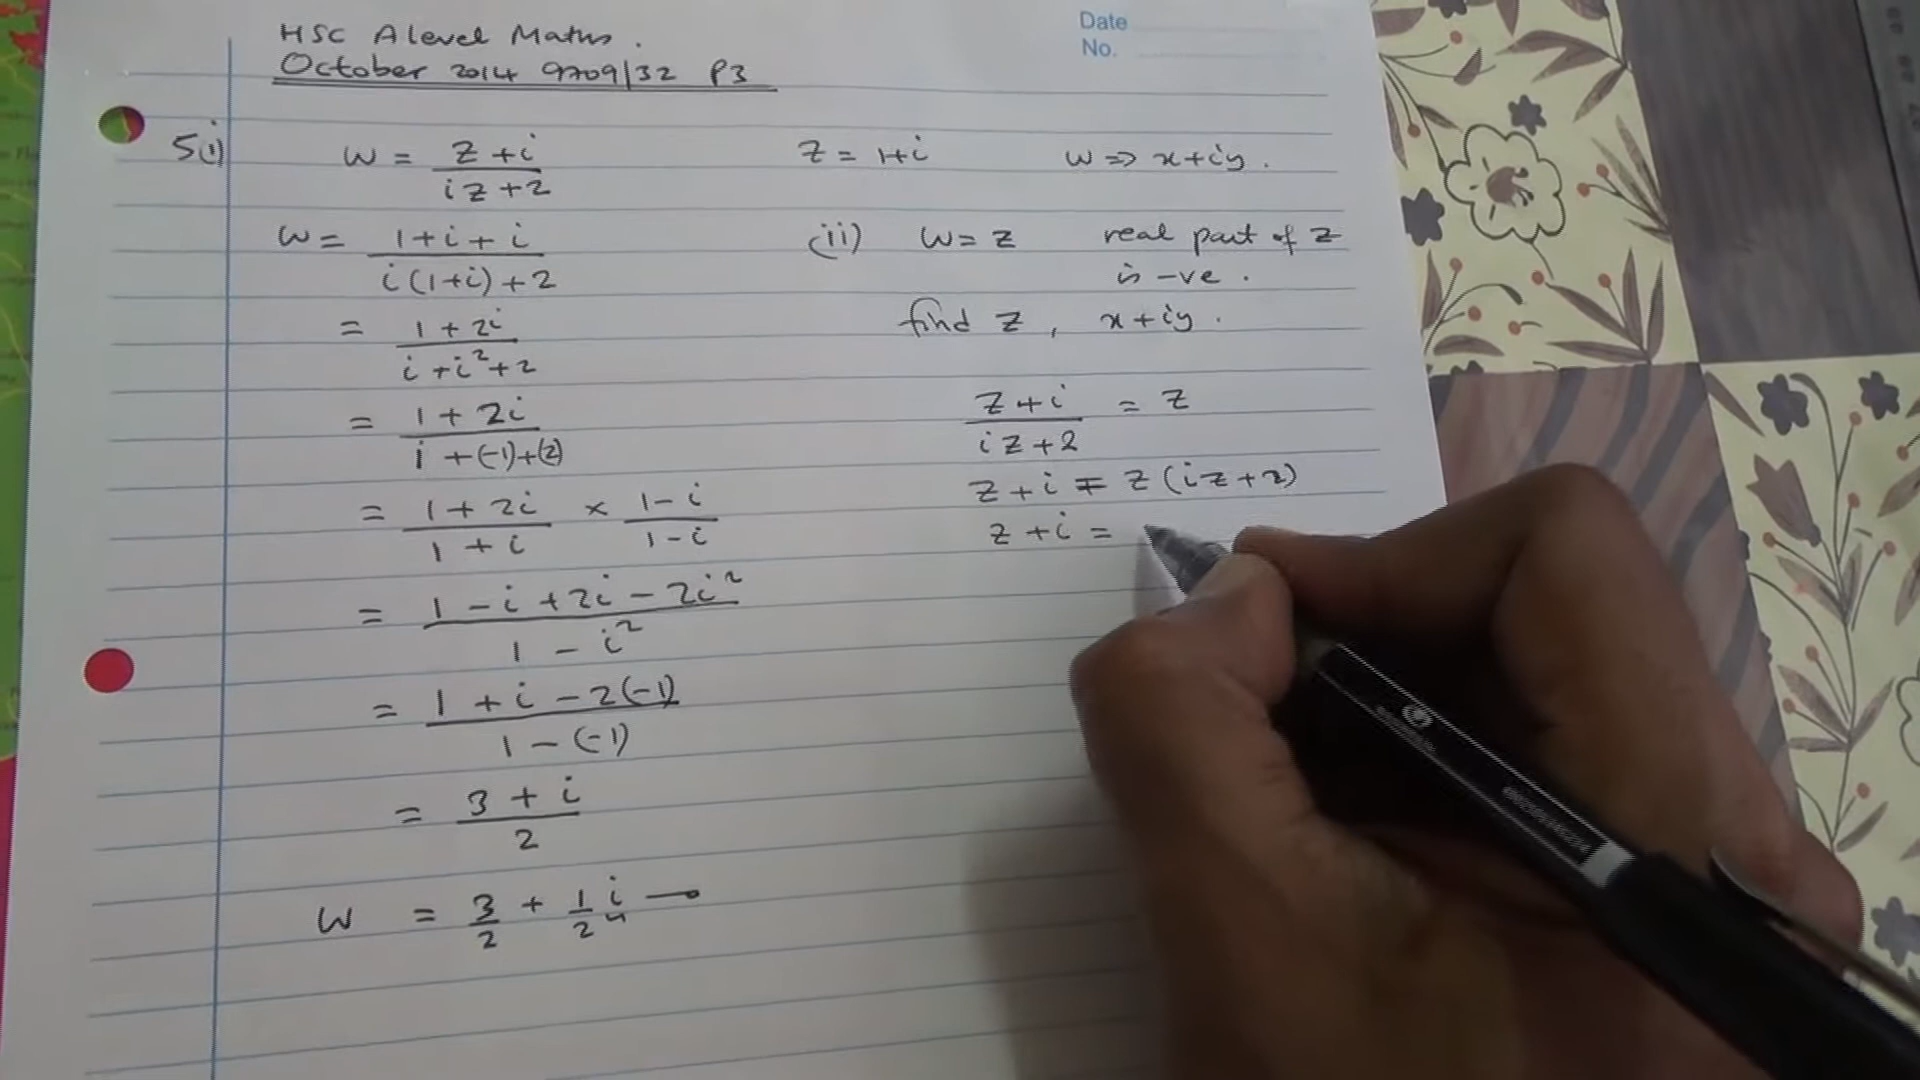 HSC A level Maths.
October 2014 9709/32 P3
Date
No.
5(i) w = z+i / iz+2
z = 1+i w => x+iy.
w = 1+i+i / i(1+i)+2
= 1+2i / i+i²+2
= 1+2i / i+(-1)+(2)
= 1+2i / 1+i × 1-i / 1-i
= 1-i+2i-2i² / 1-i²
= 1+i-2(-1) / 1-(-1)
= 3+i / 2
w = 3/2 + 1/2 i
(ii) w=z real part of z
is -ve.
find z, x+iy.
z+i / iz+2 = z
z+i = z(iz+2)
z+i =